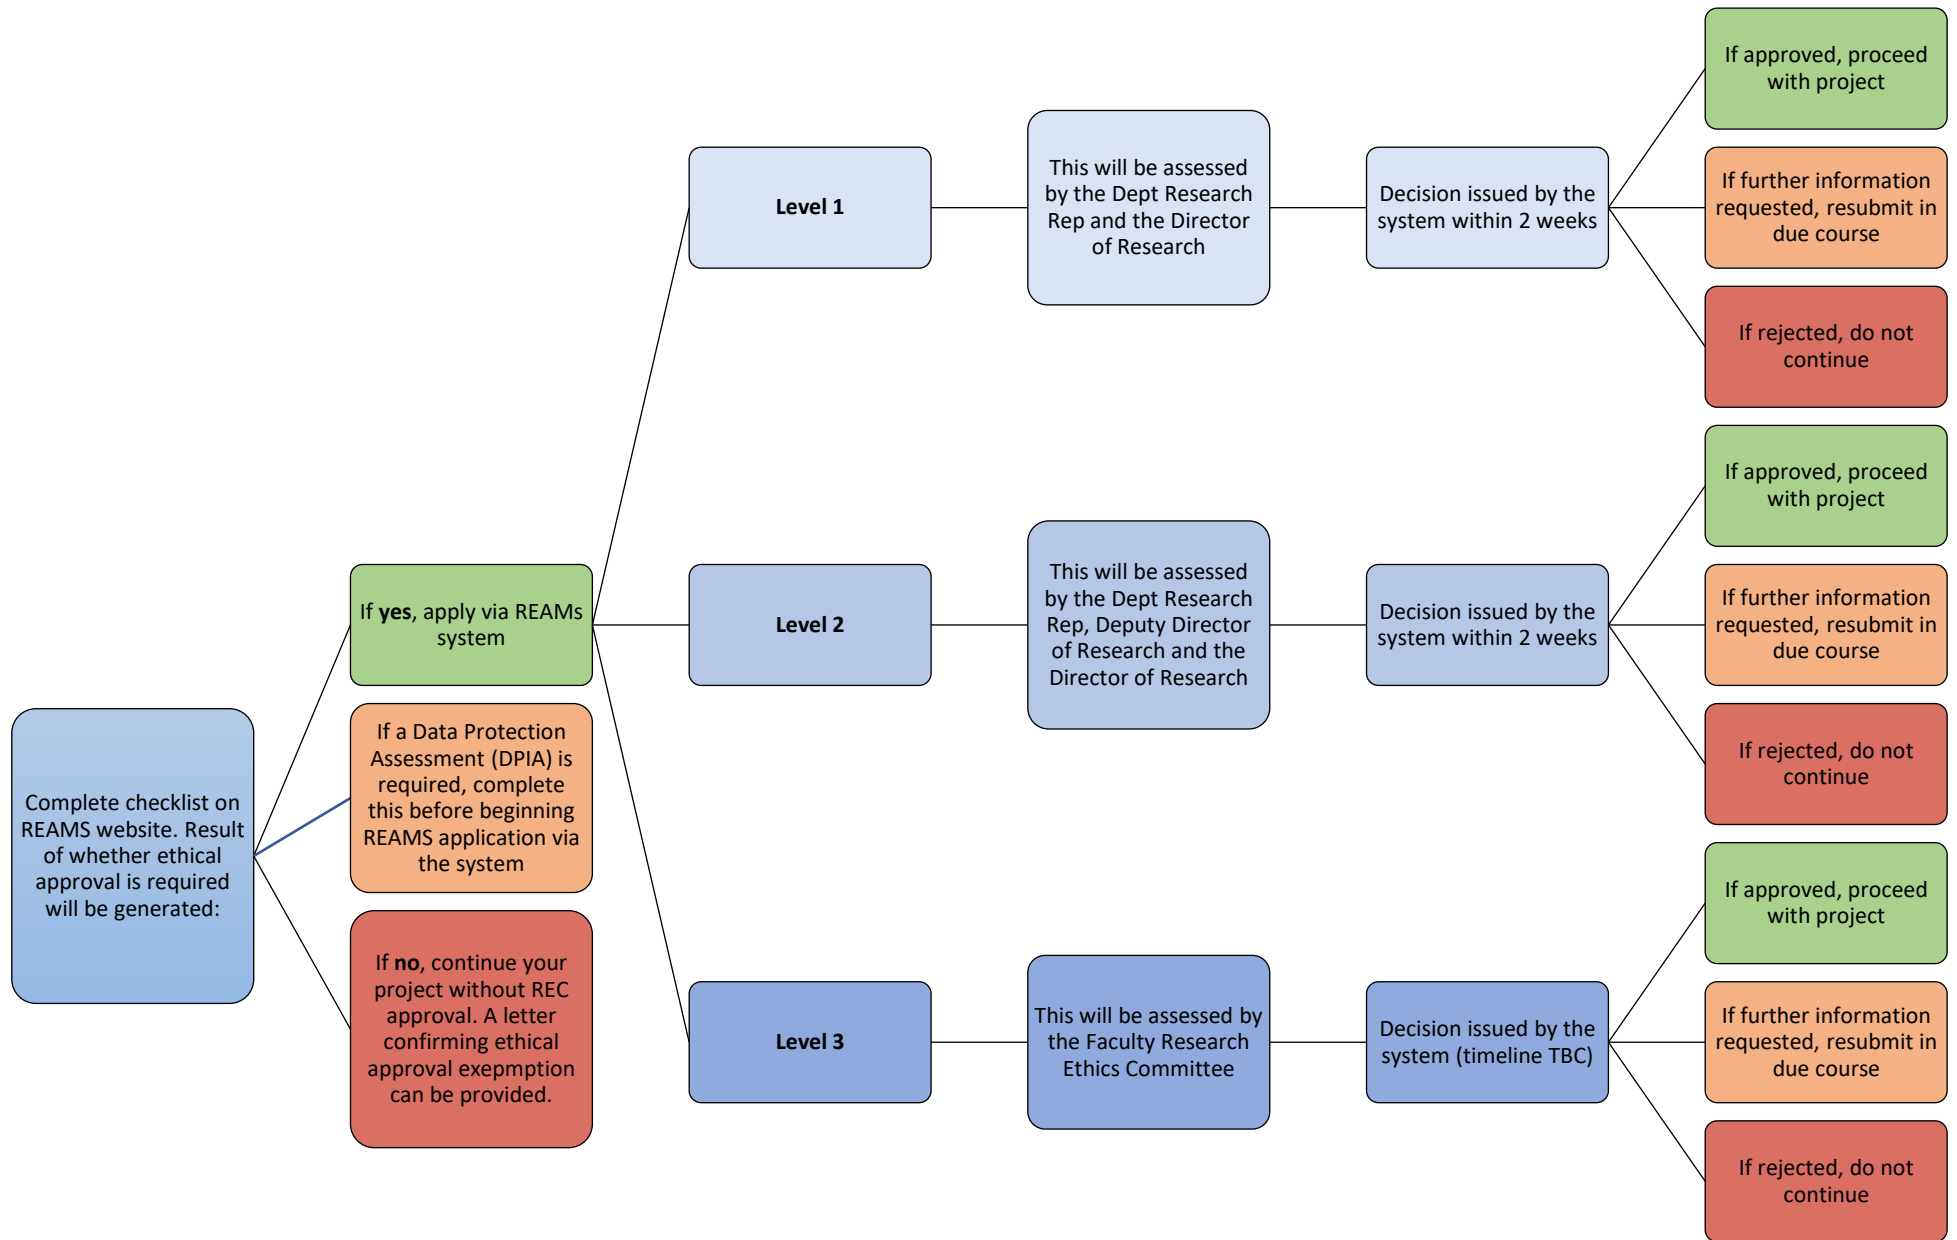 Complete checklist on
REAMS website. Result
of whether ethical
approval is required
will be generated:
If yes, apply via REAMs
system
If a Data Protection
Assessment (DPIA) is
required, complete
this before beginning
REAMS application via
the system
If no, continue your
project without REC
approval. A letter
confirming ethical
approval exepmption
can be provided.
Level 1
This will be assessed
by the Dept Research
Rep and the Director
of Research
Decision issued by the
system within 2 weeks
If approved, proceed
with project
If further information
requested, resubmit in
due course
If rejected, do not
continue
Level 2
This will be assessed
by the Dept Research
Rep, Deputy Director
of Research and the
Director of Research
Decision issued by the
system within 2 weeks
If approved, proceed
with project
If further information
requested, resubmit in
due course
If rejected, do not
continue
Level 3
This will be assessed by
the Faculty Research
Ethics Committee
Decision issued by the
system (timeline TBC)
If approved, proceed
with project
If further information
requested, resubmit in
due course
If rejected, do not
continue